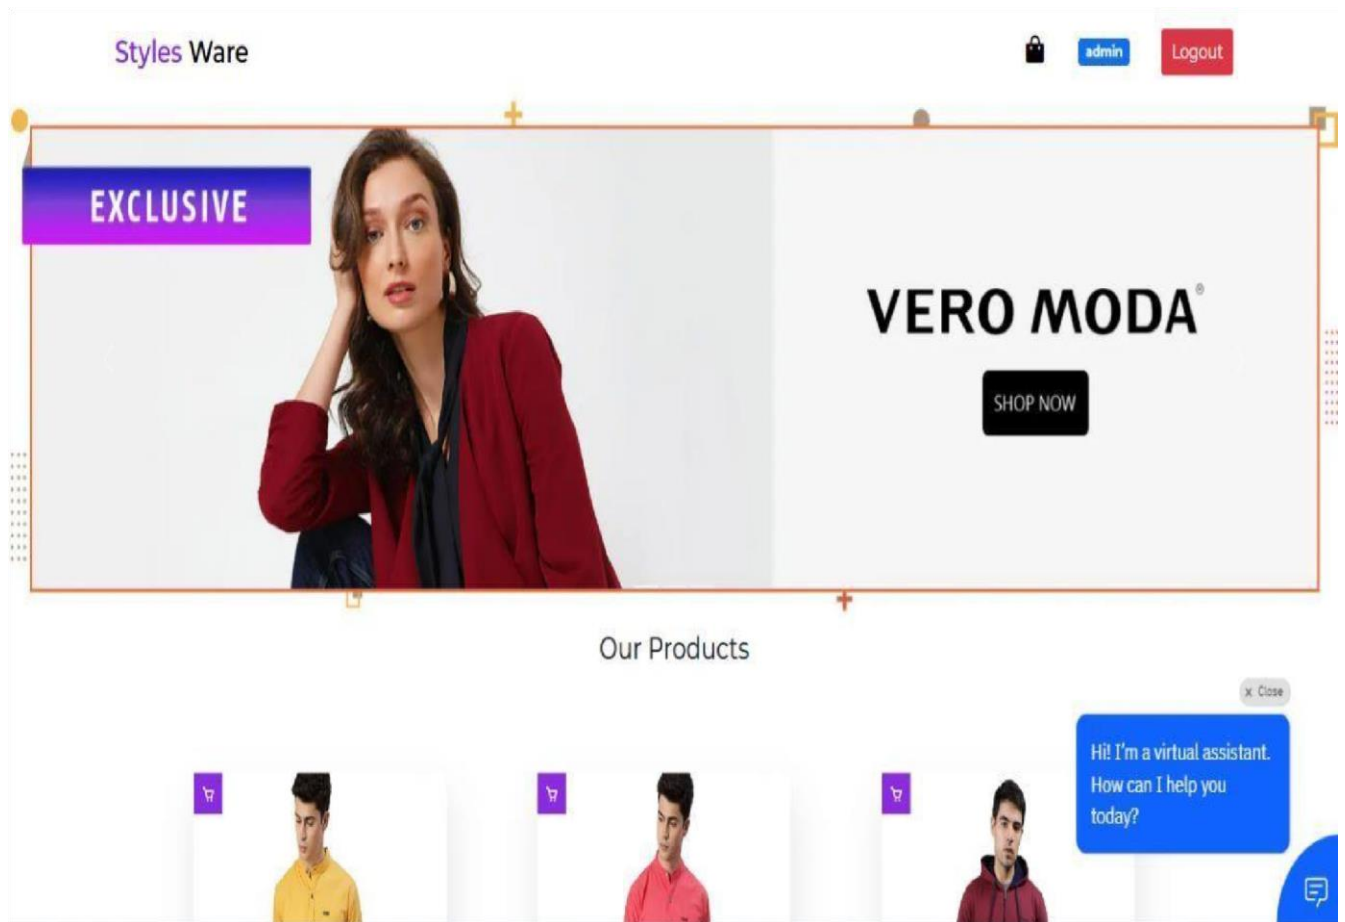 Styles Ware
admin
Logout
EXCLUSIVE
VERO MODA®
SHOP NOW
Our Products
x Close
Hi! I'm a virtual assistant.
How can I help you
today?